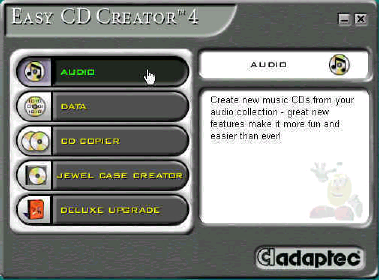 EASY CD CREATOR™ 4
AUDIO
DATA
CD COPIER
JEWEL CASE CREATOR
DELUXE UPGRADE
AUDIO
Create new music CDs from your
audio collection - great new
features make it more fun and
easier than ever!
adaptec